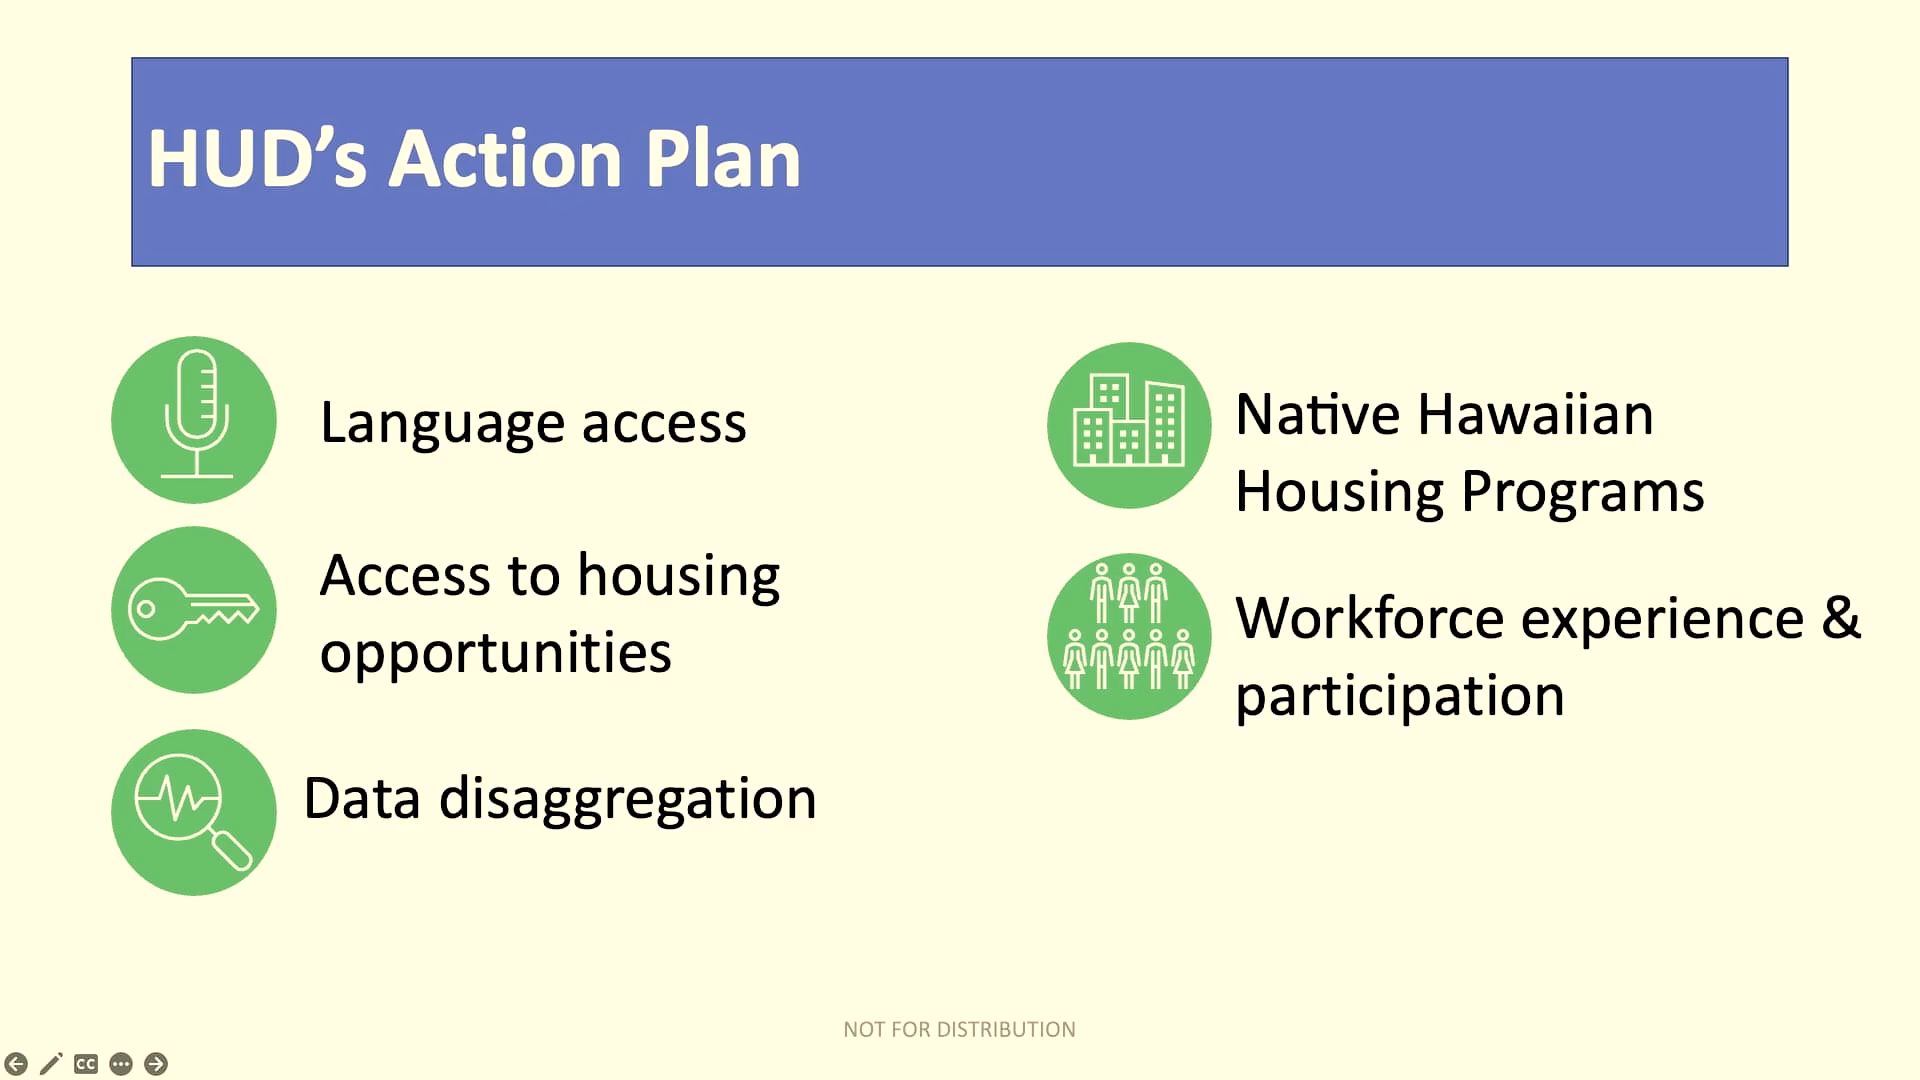 HUD’s Action Plan
Language access
Access to housing
opportunities
Data disaggregation
Native Hawaiian
Housing Programs
Workforce experience &
participation
NOT FOR DISTRIBUTION
CC